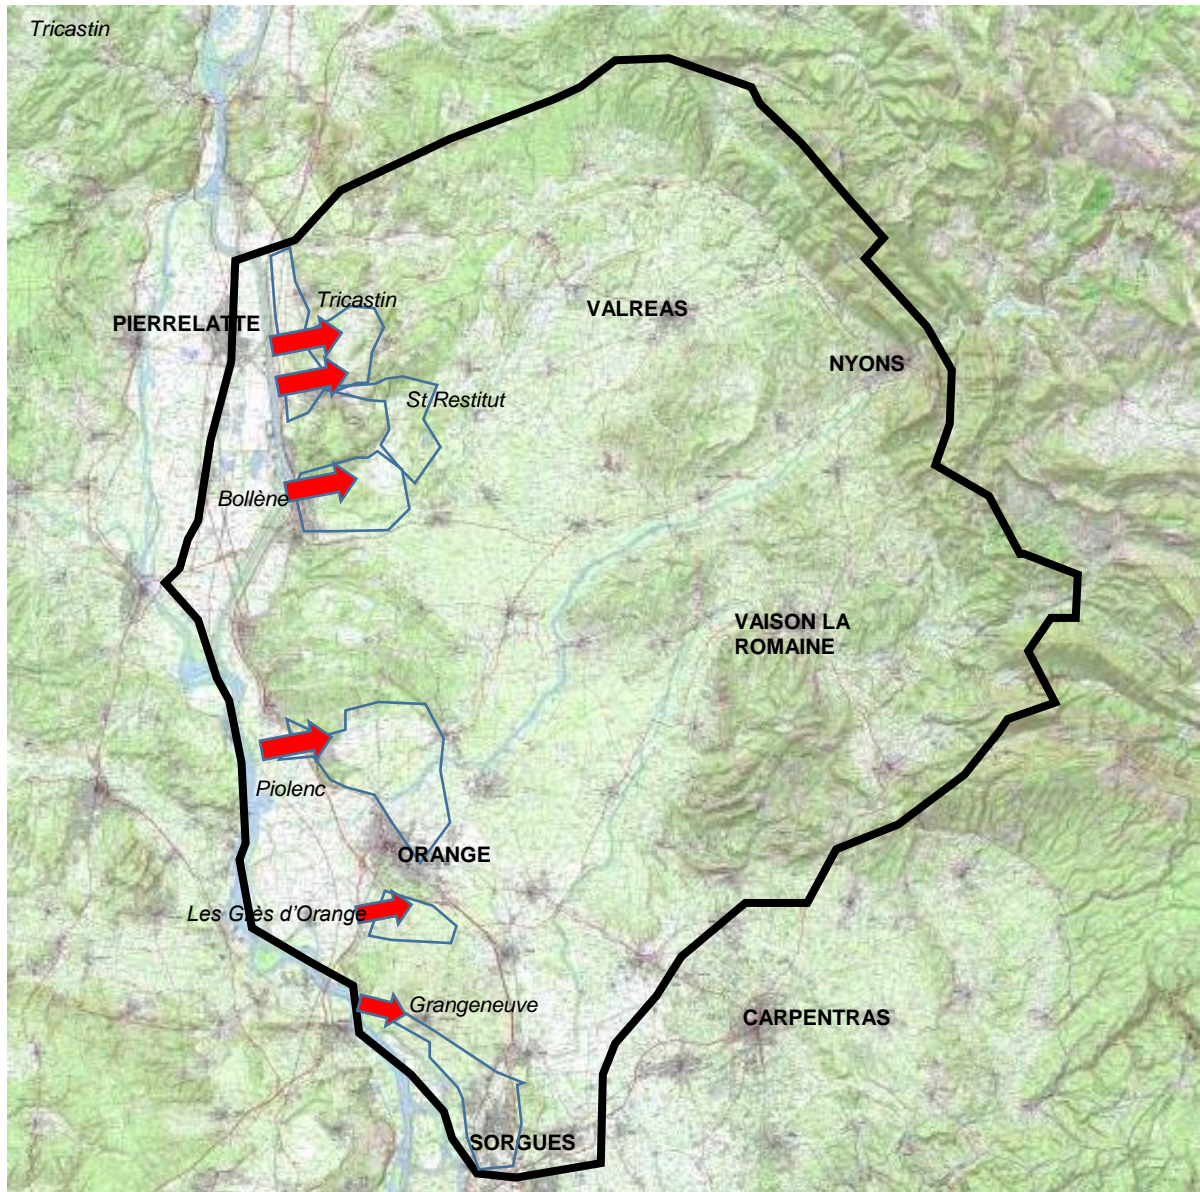 Tricastin
Tricastin
PIERRELATTE
VALREAS
NYONS
St Restitut
Bollène
VAISON LA
ROMAINE
Piolenc
ORANGE
Les Grès d'Orange
Grangeneuve
CARPENTRAS
SORGUES